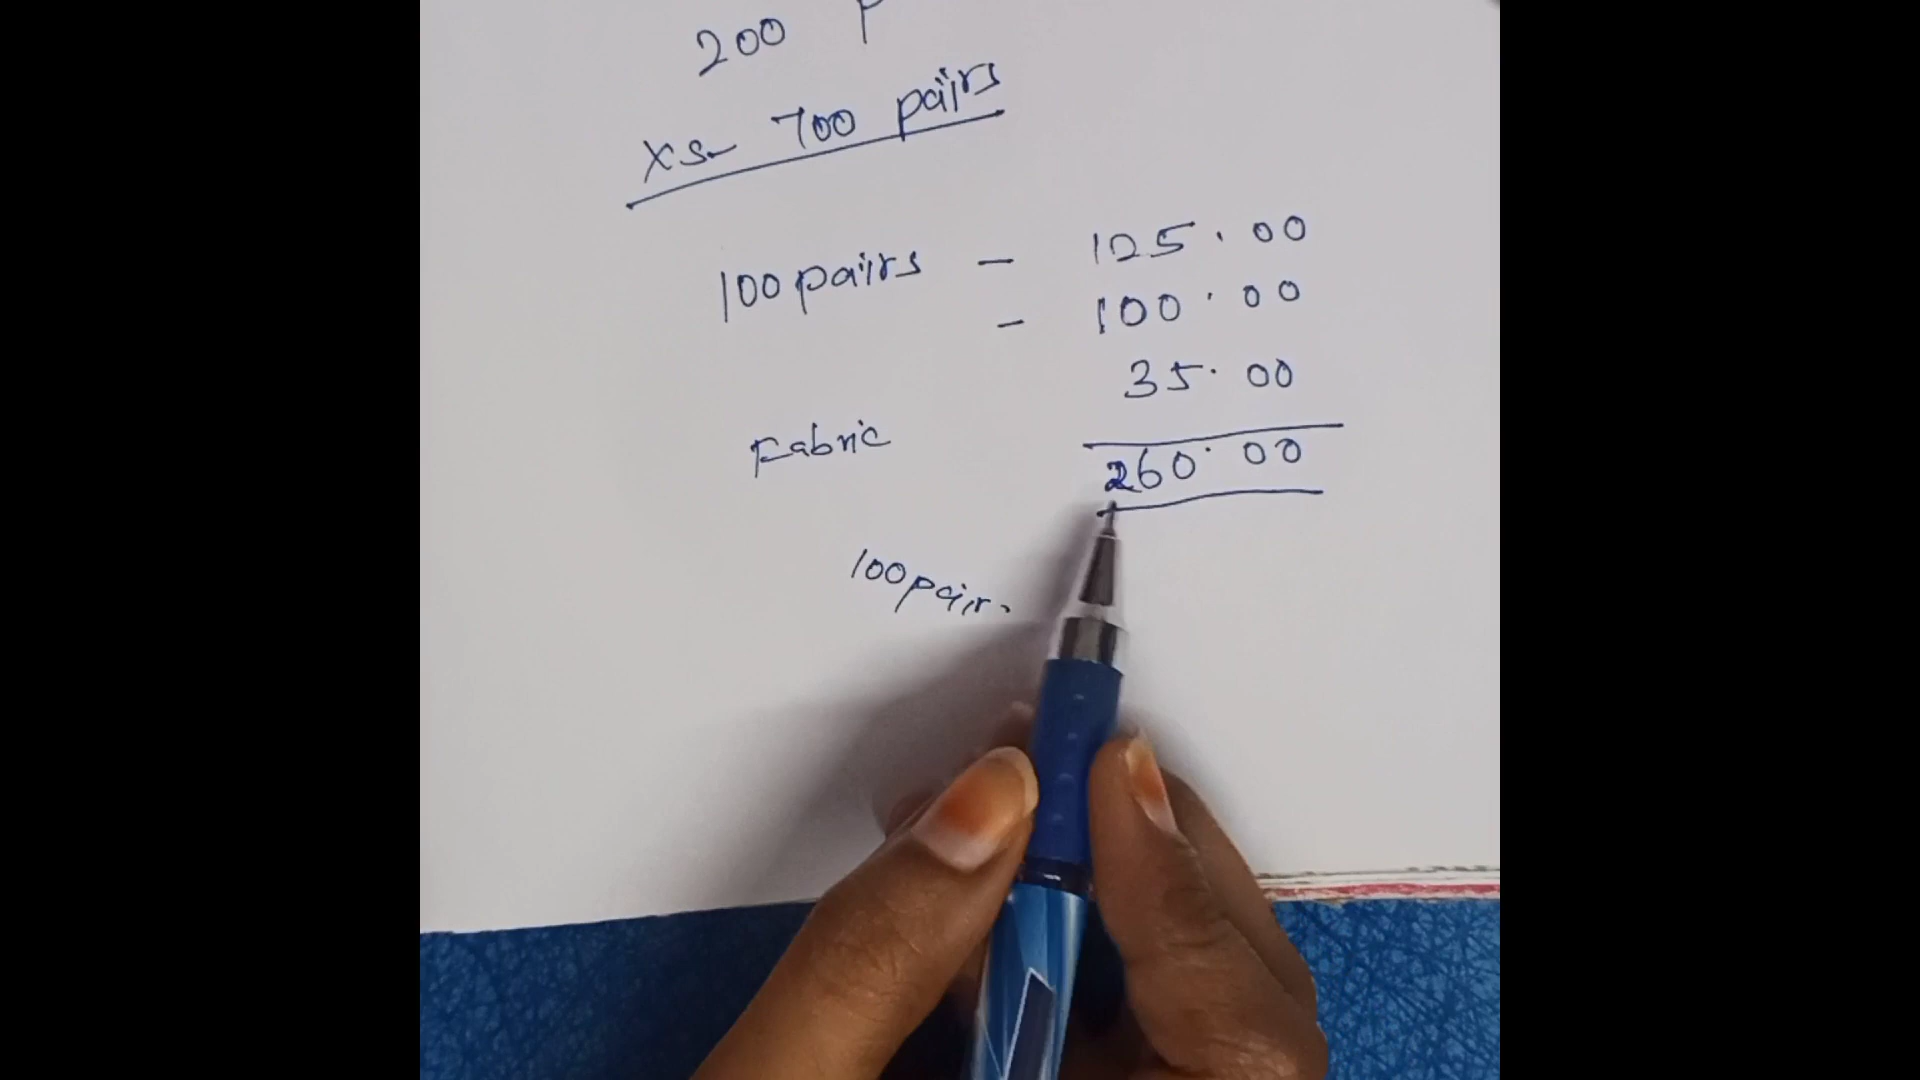 200
XS- 700 pairs
100 pairs - 125.00
- 100.00
35.00
Fabric 260.00
100 pair.